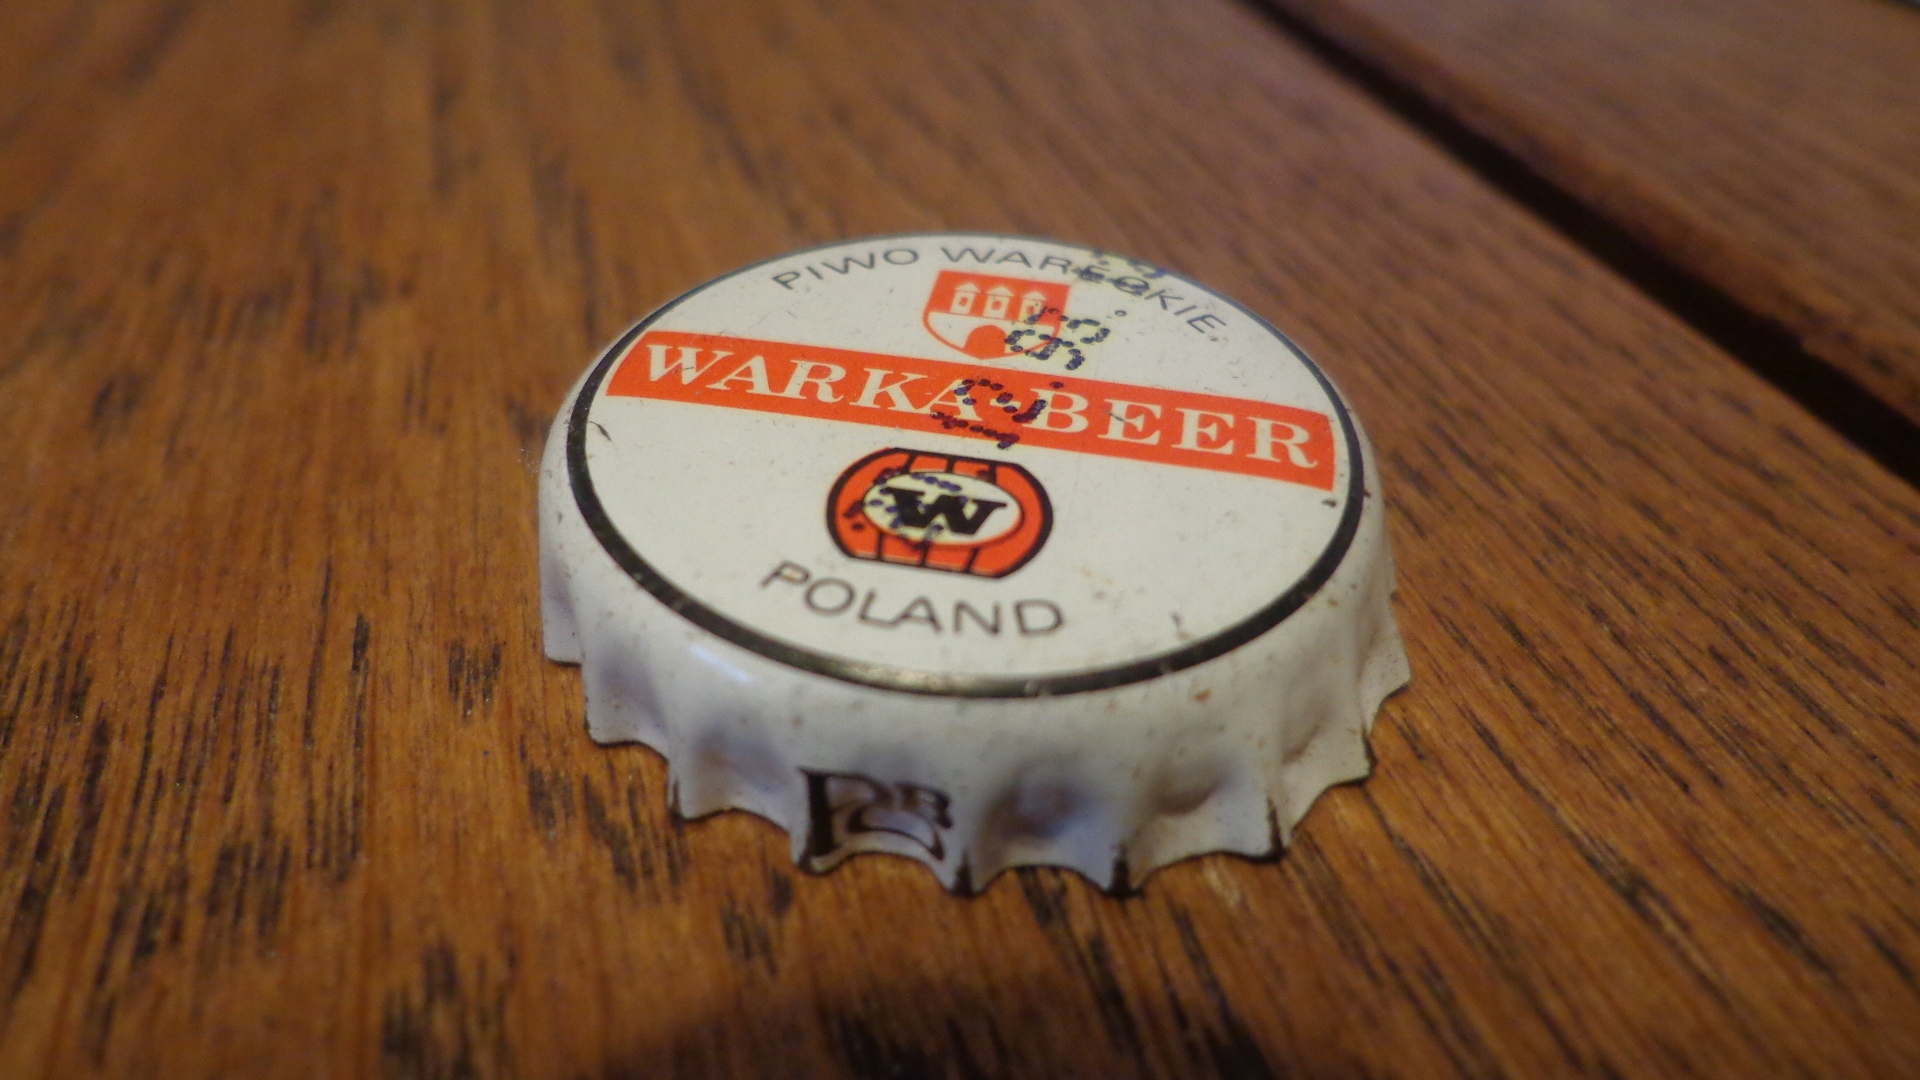 PIWO WARECKIE
WARKA-BEER
W
POLAND